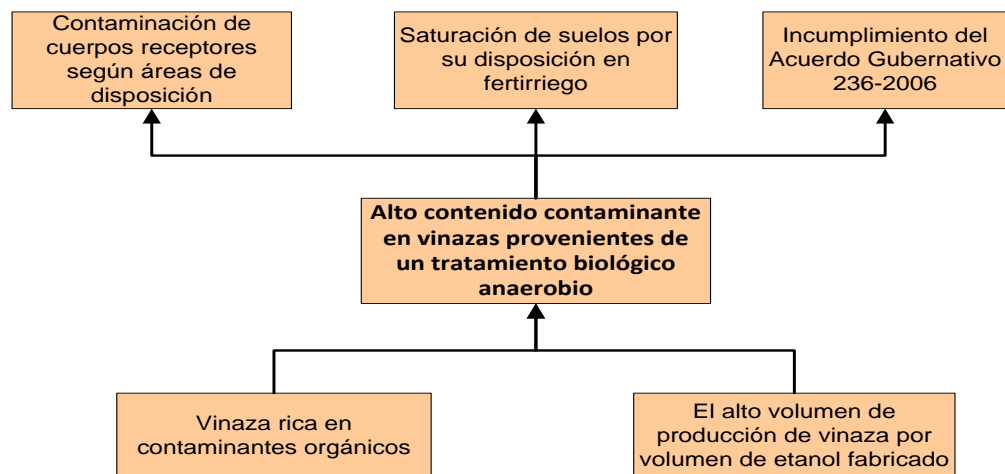 Contaminación de
cuerpos receptores
según áreas de
disposición
Saturación de suelos por
su disposición en
fertirriego
Incumplimiento del
Acuerdo Gubernativo
236-2006
Alto contenido contaminante
en vinazas provenientes de
un tratamiento biológico
anaerobio
Vinaza rica en
contaminantes orgánicos
El alto volumen de
producción de vinaza por
volumen de etanol fabricado